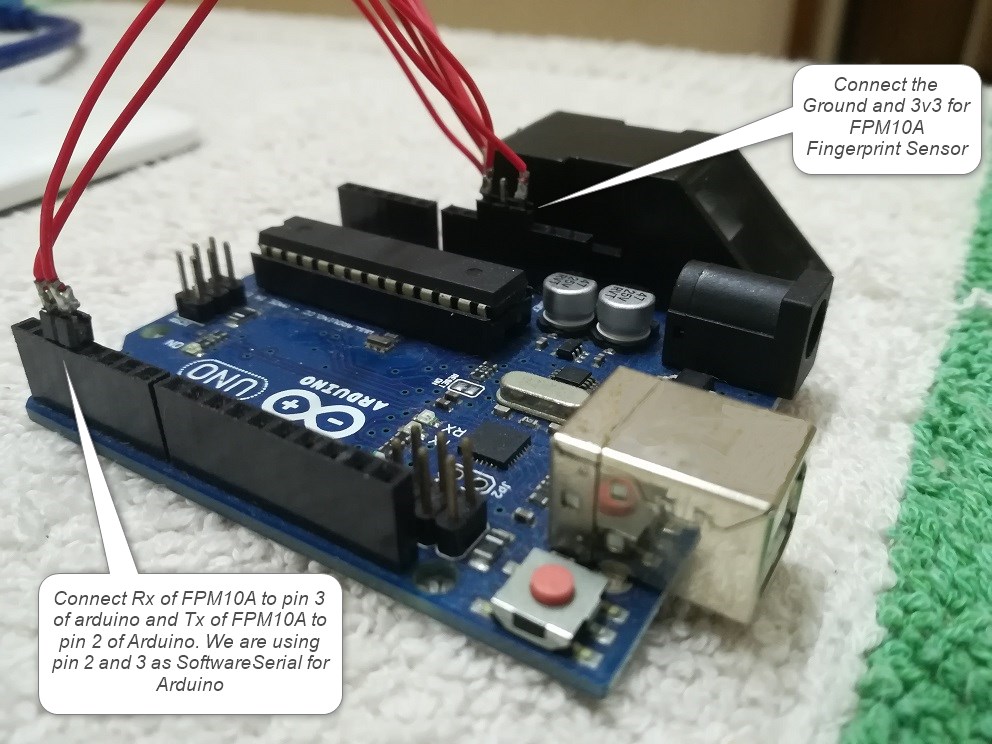 Connect the
Ground and 3v3 for
FPM10A
Fingerprint Sensor
ON
UNO
ARDUINO
RX
Connect Rx of FPM10A to pin 3
of arduino and Tx of FPM10A to
pin 2 of Arduino. We are using
pin 2 and 3 as SoftwareSerial for
Arduino